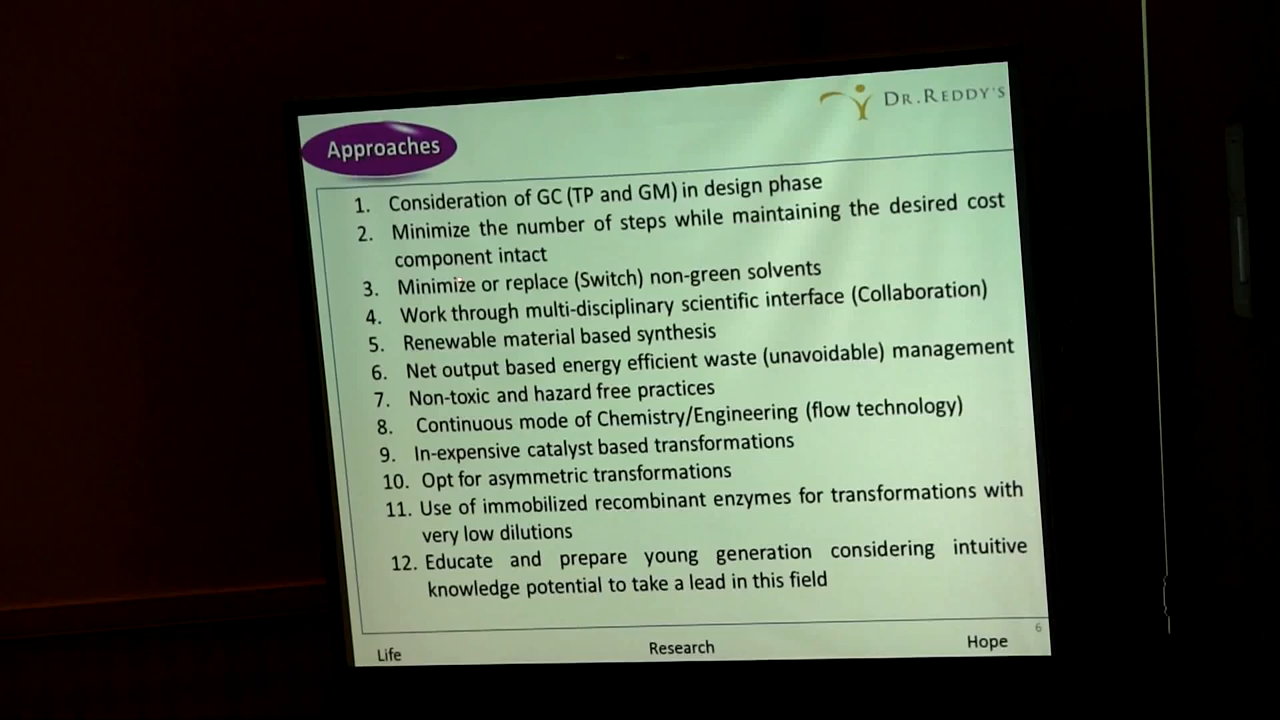 DR.REDDY'S
Approaches
1. Consideration of GC (TP and GM) in design phase
2. Minimize the number of steps while maintaining the desired cost
component intact
3. Minimize or replace (Switch) non-green solvents
4. Work through multi-disciplinary scientific interface (Collaboration)
5. Renewable material based synthesis
6. Net output based energy efficient waste (unavoidable) management
7. Non-toxic and hazard free practices
8. Continuous mode of Chemistry/Engineering (flow technology)
9. In-expensive catalyst based transformations
10. Opt for asymmetric transformations
11. Use of immobilized recombinant enzymes for transformations with
very low dilutions
12. Educate and prepare young generation considering intuitive
knowledge potential to take a lead in this field
6
Life Research Hope